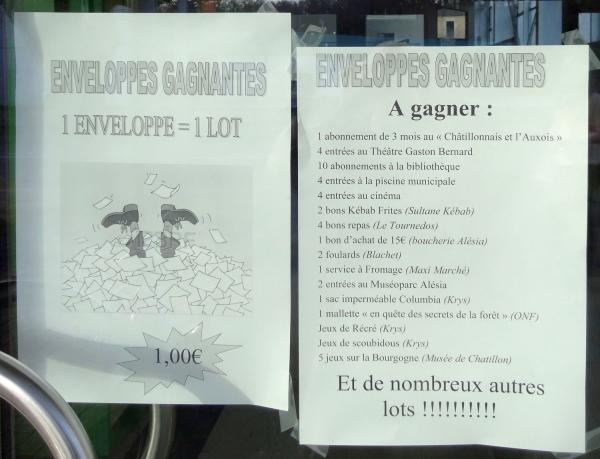 ENVELOPPES GAGNANTES
1 ENVELOPPE = 1 LOT
1,00€
ENVELOPPES GAGNANTES
A gagner :
1 abonnement de 3 mois au « Châtillonnais et l'Auxois »
4 entrées au Théâtre Gaston Bernard
10 abonnements à la bibliothèque
4 entrées à la piscine municipale
4 entrées au cinéma
2 bons Kébab Frites (Sultane Kébab)
4 bons repas (Le Tournedos)
1 bon d'achat de 15€ (boucherie Alésia)
2 foulards (Blachet)
1 service à Fromage (Maxi Marché)
2 entrées au Muséoparc Alésia
1 sac imperméable Columbia (Krys)
1 mallette « en quête des secrets de la forêt » (ONF)
Jeux de Récré (Krys)
Jeux de scoubidous (Krys)
5 jeux sur la Bourgogne (Musée de Chatillon)
Et de nombreux autres
lots !!!!!!!!!!